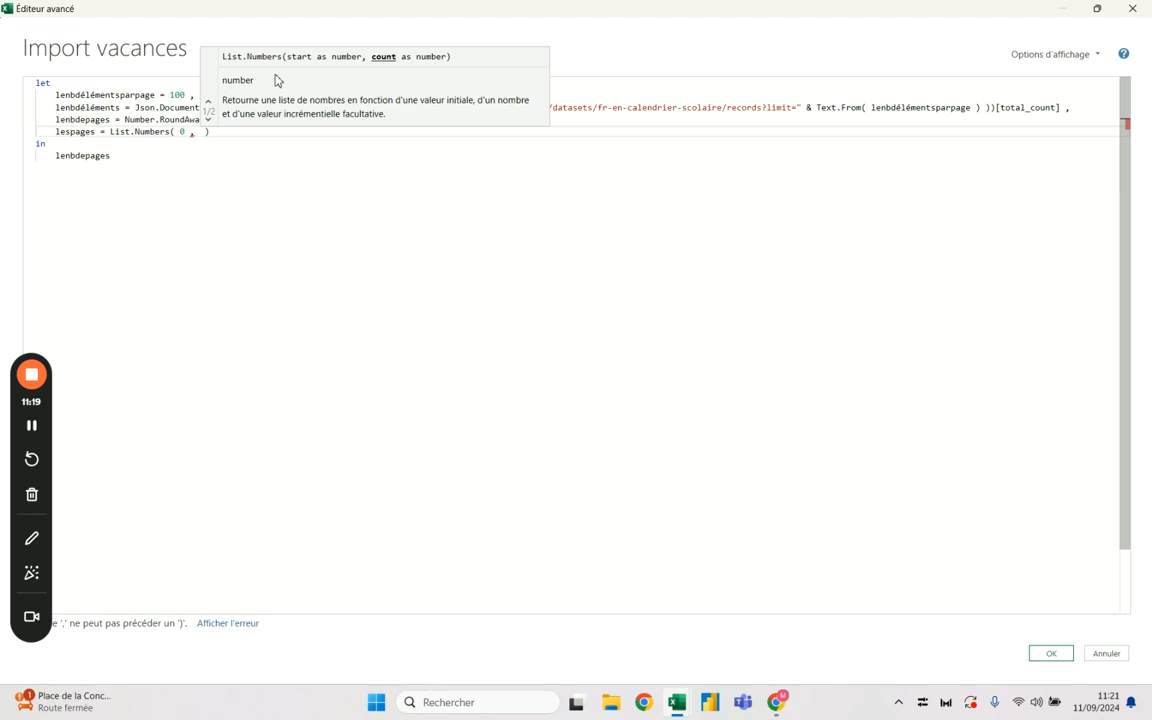 Éditeur avancé
Import vacances
Options d'affichage
List.Numbers(start as number, count as number)
number
Retourne une liste de nombres en fonction d'une valeur initiale, d'un nombre
et d'une valeur incrémentielle facultative.
1/2
let
lenbdélémentsparpage = 100 ,
lenbdéléments = Json.Document /datasets/fr-en-calendrier-scolaire/records?limit=" & Text.From( lenbdélémentsparpage ) ))[total_count] ,
lenbdepages = Number.RoundAwa
lespages = List.Numbers( 0 , )
in
lenbdepages
11:19
',' ne peut pas précéder un ')'. Afficher l'erreur
OK Annuler
Place de la Conc...
Route fermée
Rechercher
11:21
11/09/2024